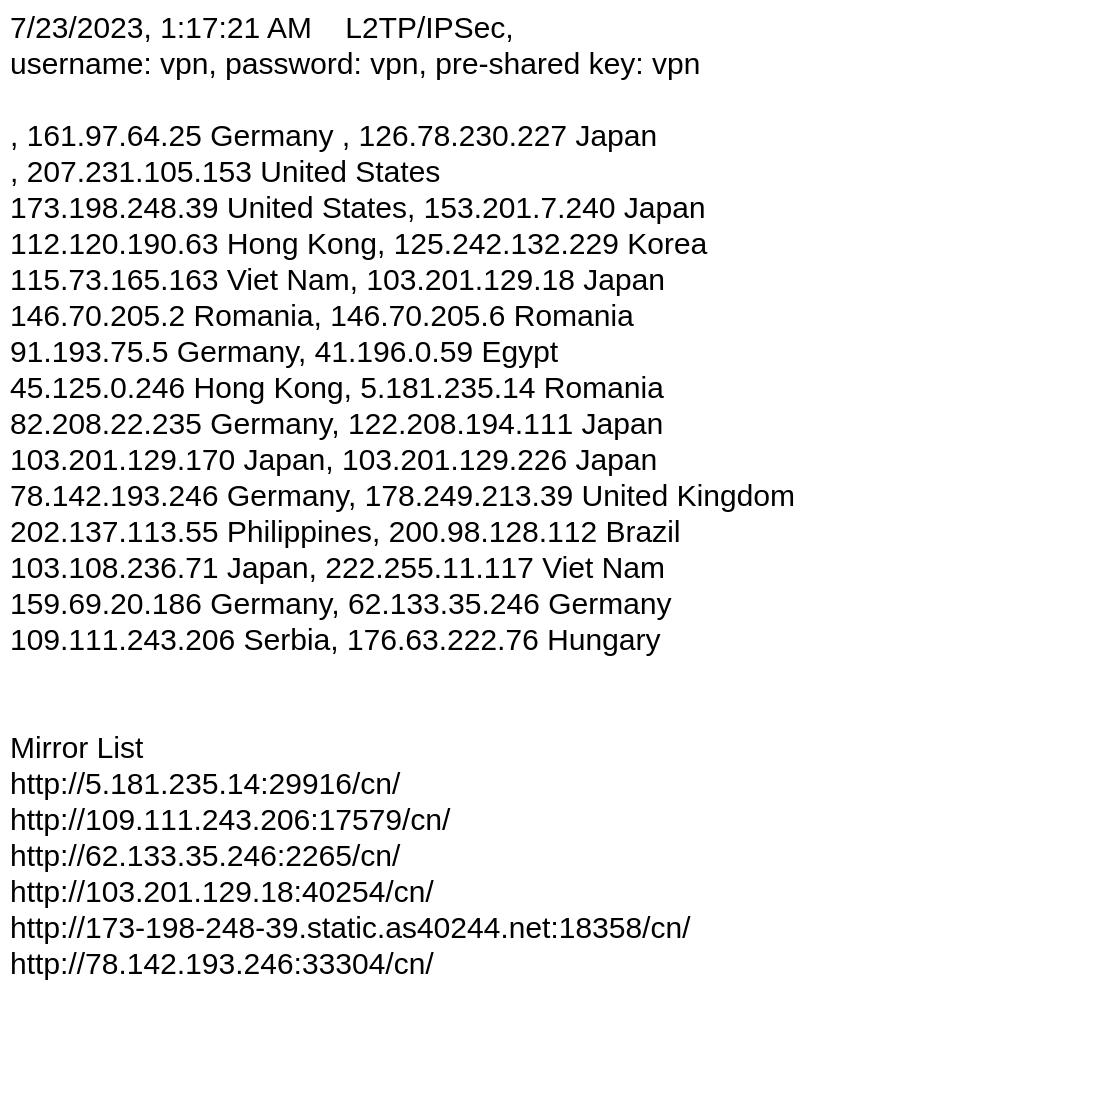 7/23/2023, 1:17:21 AM    L2TP/IPSec,
username: vpn, password: vpn, pre-shared key: vpn
, 161.97.64.25 Germany , 126.78.230.227 Japan
, 207.231.105.153 United States
173.198.248.39 United States, 153.201.7.240 Japan
112.120.190.63 Hong Kong, 125.242.132.229 Korea
115.73.165.163 Viet Nam, 103.201.129.18 Japan
146.70.205.2 Romania, 146.70.205.6 Romania
91.193.75.5 Germany, 41.196.0.59 Egypt
45.125.0.246 Hong Kong, 5.181.235.14 Romania
82.208.22.235 Germany, 122.208.194.111 Japan
103.201.129.170 Japan, 103.201.129.226 Japan
78.142.193.246 Germany, 178.249.213.39 United Kingdom
202.137.113.55 Philippines, 200.98.128.112 Brazil
103.108.236.71 Japan, 222.255.11.117 Viet Nam
159.69.20.186 Germany, 62.133.35.246 Germany
109.111.243.206 Serbia, 176.63.222.76 Hungary
Mirror List
http://5.181.235.14:29916/cn/
http://109.111.243.206:17579/cn/
http://62.133.35.246:2265/cn/
http://103.201.129.18:40254/cn/
http://173-198-248-39.static.as40244.net:18358/cn/
http://78.142.193.246:33304/cn/